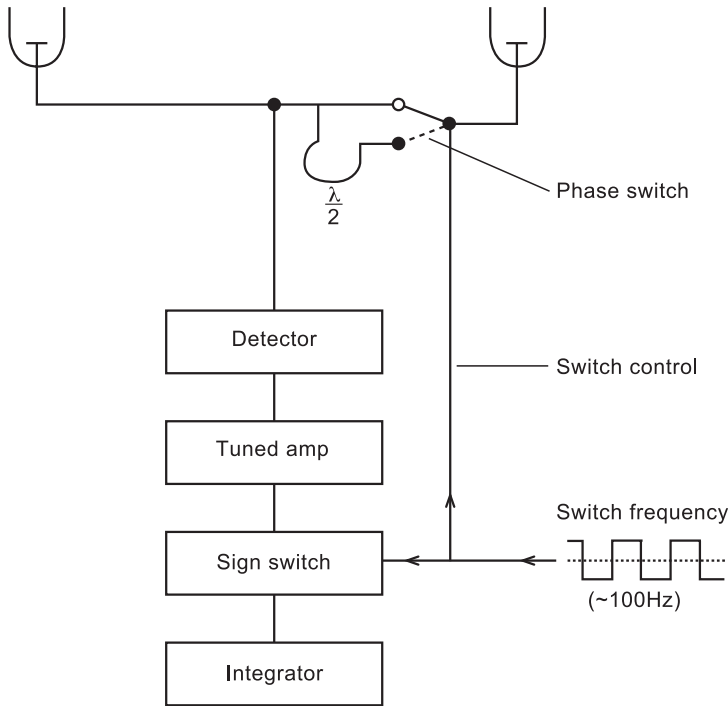 λ
2
Phase switch
Detector
Switch control
Tuned amp
Switch frequency
Sign switch
(~100Hz)
Integrator